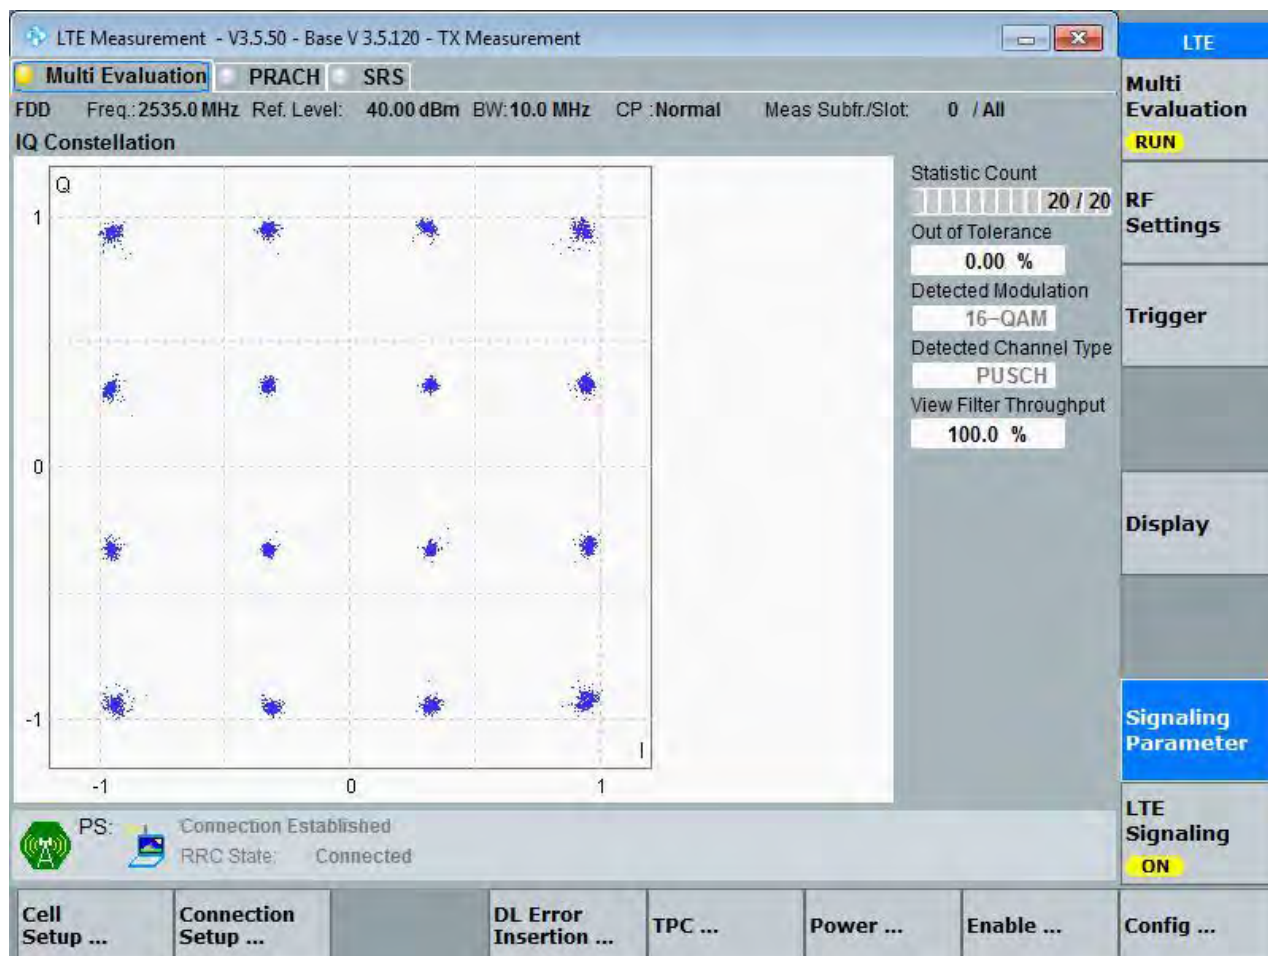 LTE Measurement - V3.5.50 - Base V 3.5.120 - TX Measurement
LTE
Multi Evaluation PRACH SRS
FDD Freq.: 2535.0 MHz Ref. Level: 40.00 dBm BW: 10.0 MHz CP :Normal Meas Subfr./Slot: 0 / All
IQ Constellation
Q
1
0
-1
-1 0 1
I
Statistic Count
20 / 20
Out of Tolerance
0.00 %
Detected Modulation
16-QAM
Detected Channel Type
PUSCH
View Filter Throughput
100.0 %
Multi
Evaluation
RUN
RF
Settings
Trigger
Display
Signaling
Parameter
LTE
Signaling
ON
PS: Connection Established
RRC State: Connected
Cell
Setup ...
Connection
Setup ...
DL Error
Insertion ...
TPC ...
Power ...
Enable ...
Config ...